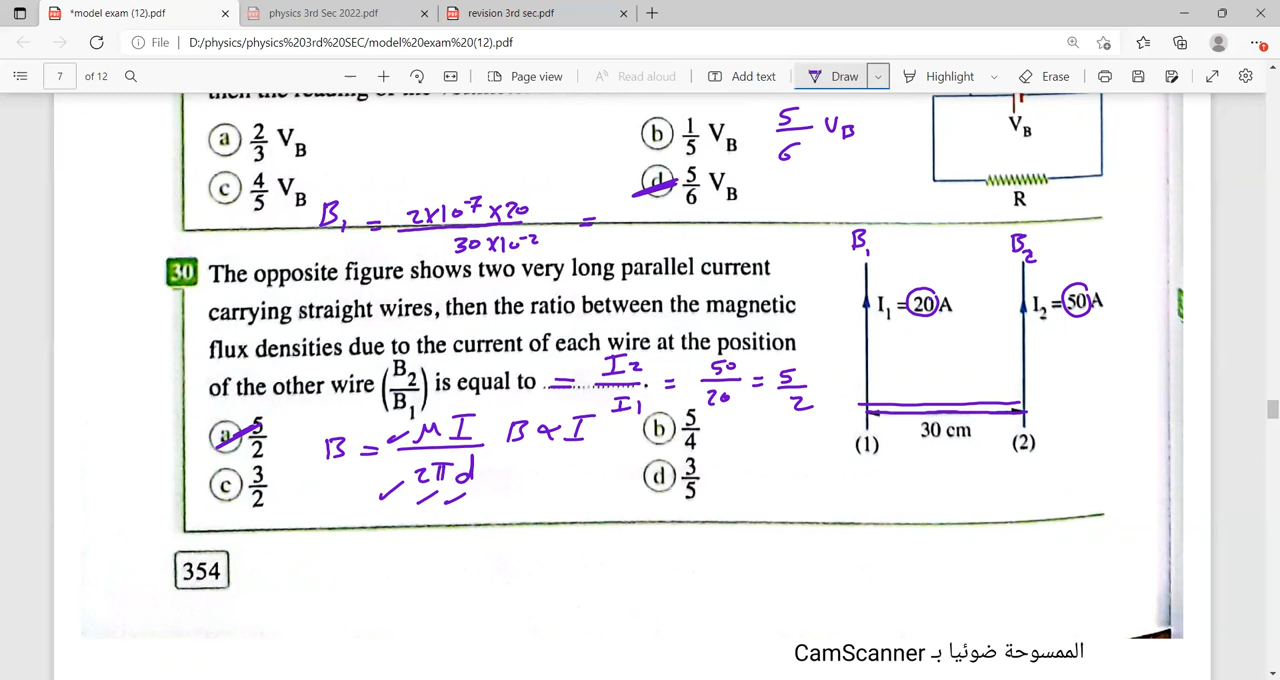 *model exam (12).pdf
physics 3rd Sec 2022.pdf
revision 3rd sec.pdf
File D:/physics/physics%203rd%20SEC/model%20exam%20(12).pdf
7 of 12
Page view
Read aloud
Add text
Draw
Highlight
Erase
a 2/3 V_B
b 1/5 V_B
5/6 V_B
c 4/5 V_B
d 5/6 V_B
V_B
R
B₁ = 2×10⁻⁷ × 20 / 30×10⁻² =
30 The opposite figure shows two very long parallel current
carrying straight wires, then the ratio between the magnetic
flux densities due to the current of each wire at the position
of the other wire (B₂/B₁) is equal to ........... = I₂/I₁ = 50/20 = 5/2
a 5/2
b 5/4
c 3/2
d 3/5
B = μI/2πd B ∝ I
B₁
B₂
I₁ = 20 A
I₂ = 50 A
30 cm
(1)
(2)
354
الممسوحة ضوئيا بـ CamScanner